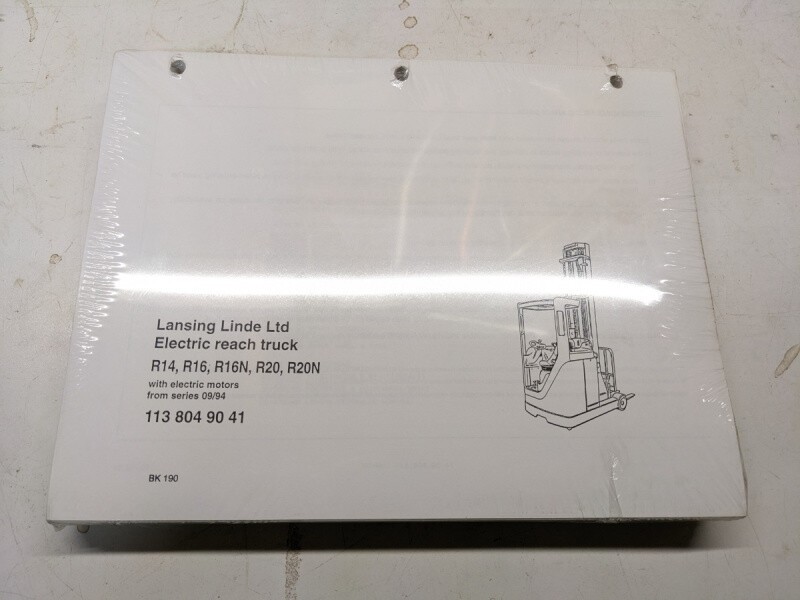 Lansing Linde Ltd
Electric reach truck
R14, R16, R16N, R20, R20N
with electric motors
from series 09/94
113 804 90 41
BK 190